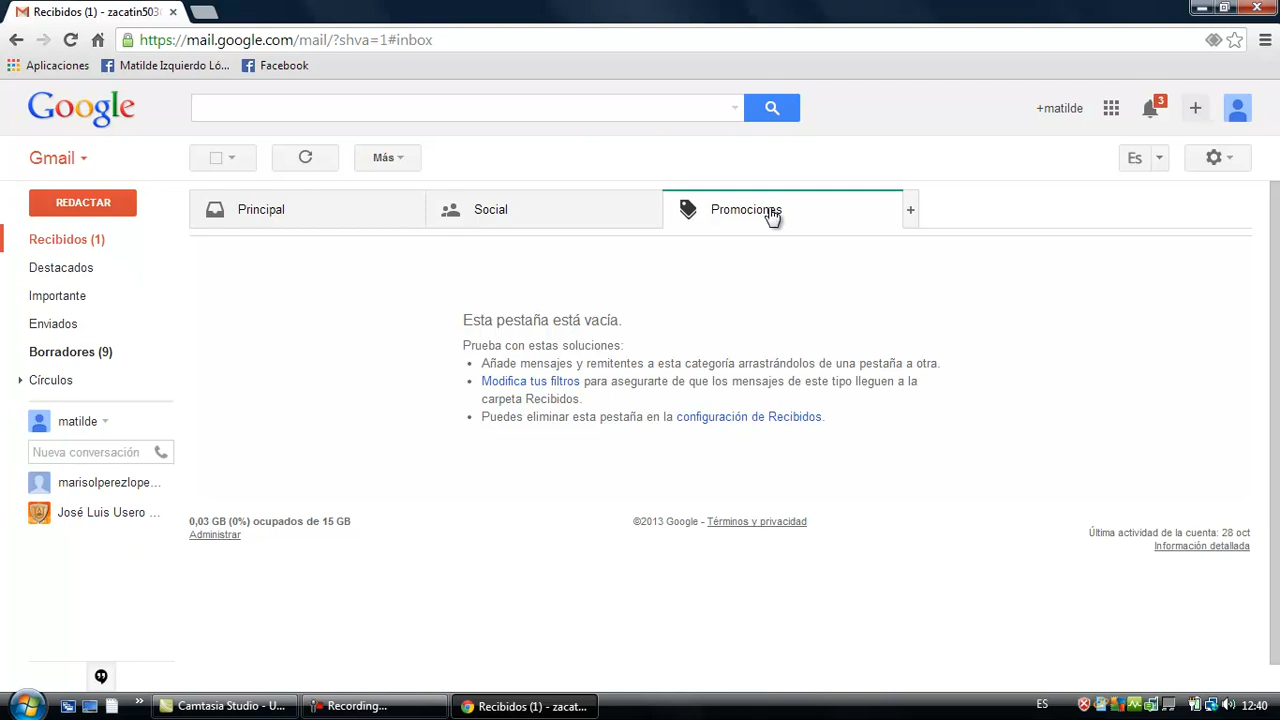 Recibidos (1) - zacatin503
https://mail.google.com/mail/?shva=1#inbox
Aplicaciones
Matilde Izquierdo Ló...
Facebook
Google
+matilde
3
Gmail
Más
Es
REDACTAR
Principal
Social
Promociones
+
Recibidos (1)
Destacados
Importante
Enviados
Borradores (9)
Círculos
matilde
Nueva conversación
marisolperezlope...
José Luis Usero ...
Esta pestaña está vacía.
Prueba con estas soluciones:
Añade mensajes y remitentes a esta categoría arrastrándolos de una pestaña a otra.
Modifica tus filtros para asegurarte de que los mensajes de este tipo lleguen a la
carpeta Recibidos.
Puedes eliminar esta pestaña en la configuración de Recibidos.
0,03 GB (0%) ocupados de 15 GB
Administrar
©2013 Google - Términos y privacidad
Última actividad de la cuenta: 28 oct
Información detallada
Camtasia Studio - U...
Recording...
Recibidos (1) - zacat...
ES
12:40